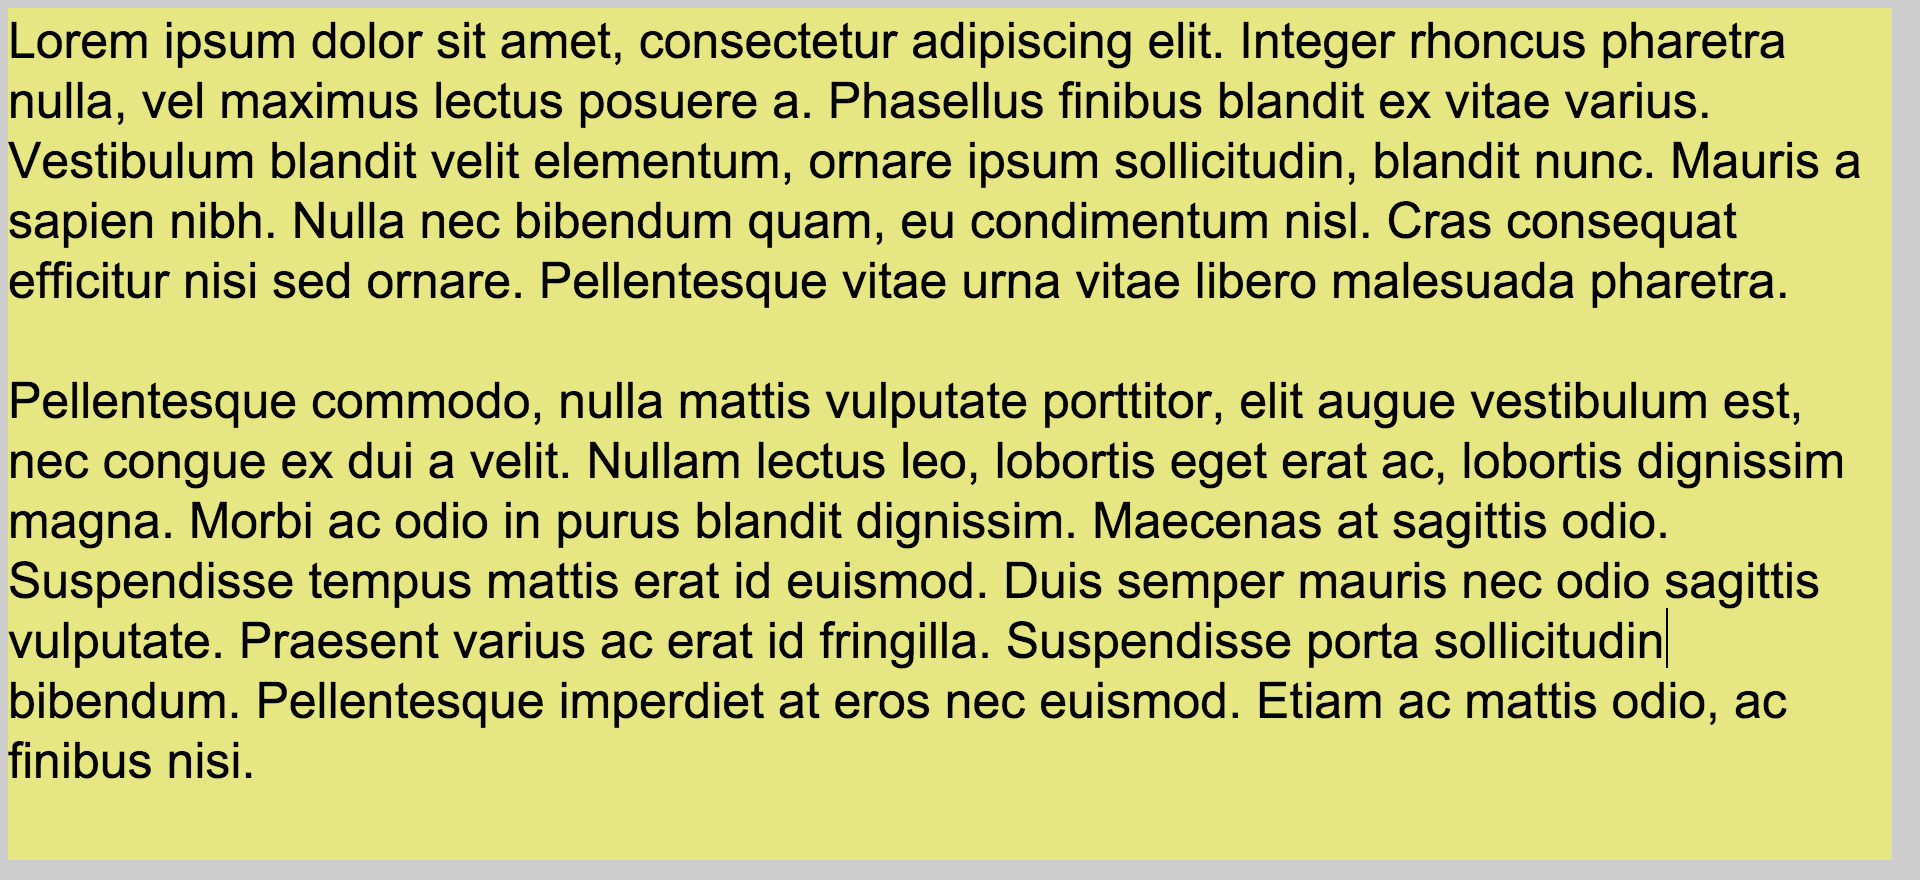 Lorem ipsum dolor sit amet, consectetur adipiscing elit. Integer rhoncus pharetra
nulla, vel maximus lectus posuere a. Phasellus finibus blandit ex vitae varius.
Vestibulum blandit velit elementum, ornare ipsum sollicitudin, blandit nunc. Mauris a
sapien nibh. Nulla nec bibendum quam, eu condimentum nisl. Cras consequat
efficitur nisi sed ornare. Pellentesque vitae urna vitae libero malesuada pharetra.

Pellentesque commodo, nulla mattis vulputate porttitor, elit augue vestibulum est,
nec congue ex dui a velit. Nullam lectus leo, lobortis eget erat ac, lobortis dignissim
magna. Morbi ac odio in purus blandit dignissim. Maecenas at sagittis odio.
Suspendisse tempus mattis erat id euismod. Duis semper mauris nec odio sagittis
vulputate. Praesent varius ac erat id fringilla. Suspendisse porta sollicitudin
bibendum. Pellentesque imperdiet at eros nec euismod. Etiam ac mattis odio, ac
finibus nisi.